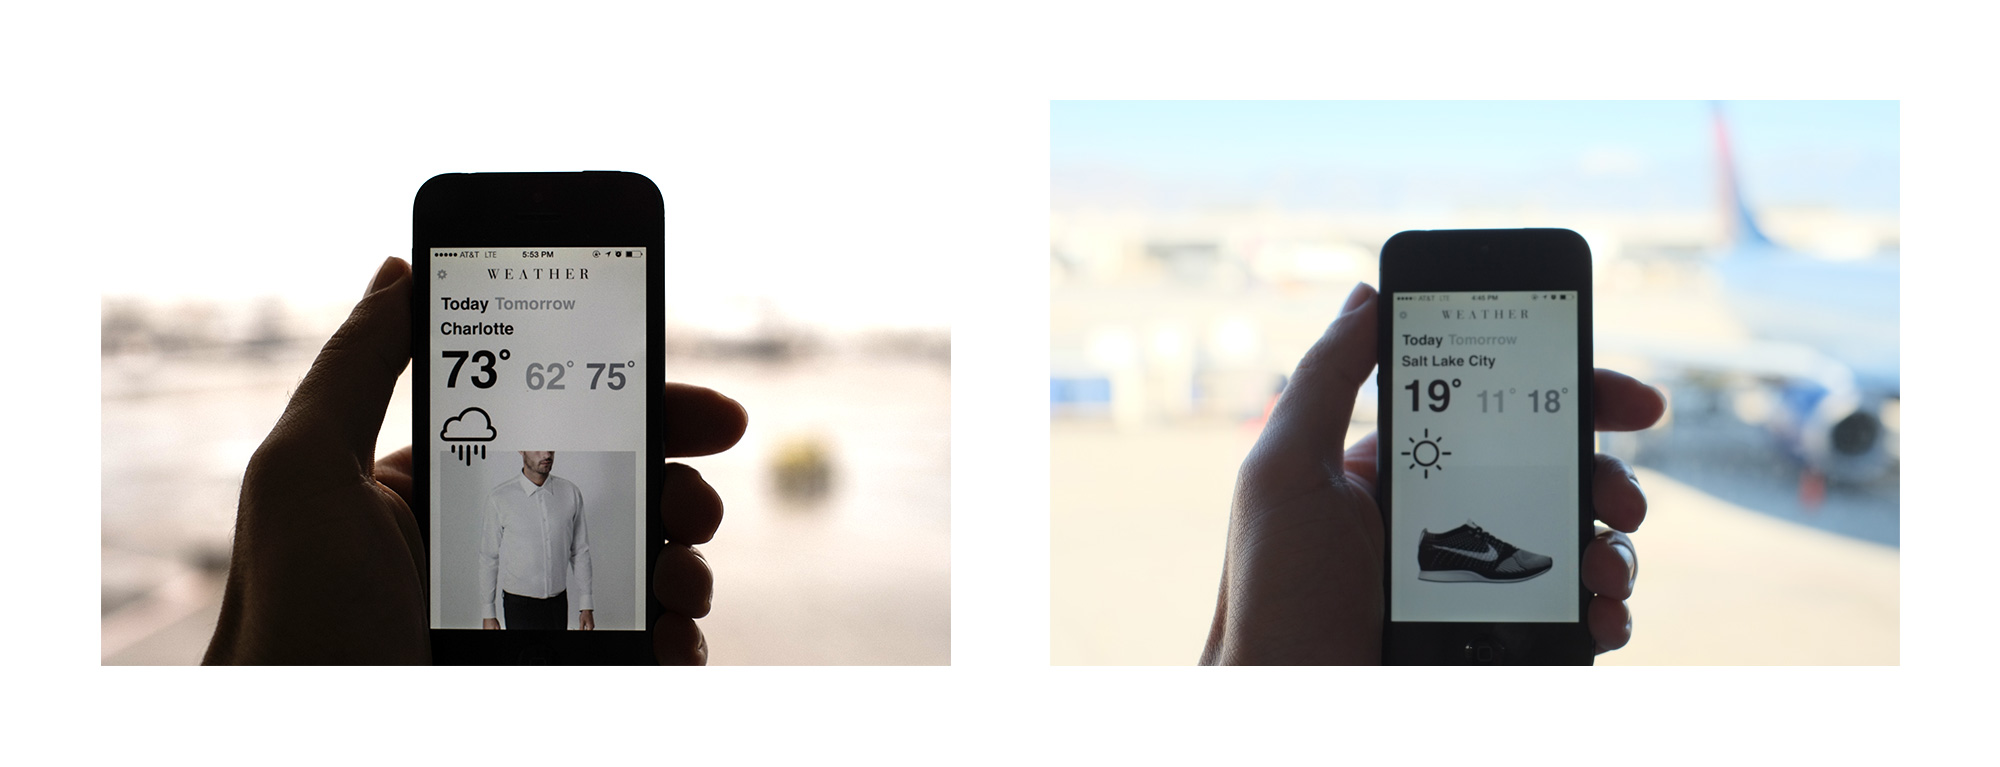 AT&T LTE 5:53 PM
WEATHER
Today Tomorrow
Charlotte
73° 62° 75°
AT&T LTE 4:45 PM
WEATHER
Today Tomorrow
Salt Lake City
19° 11° 18°